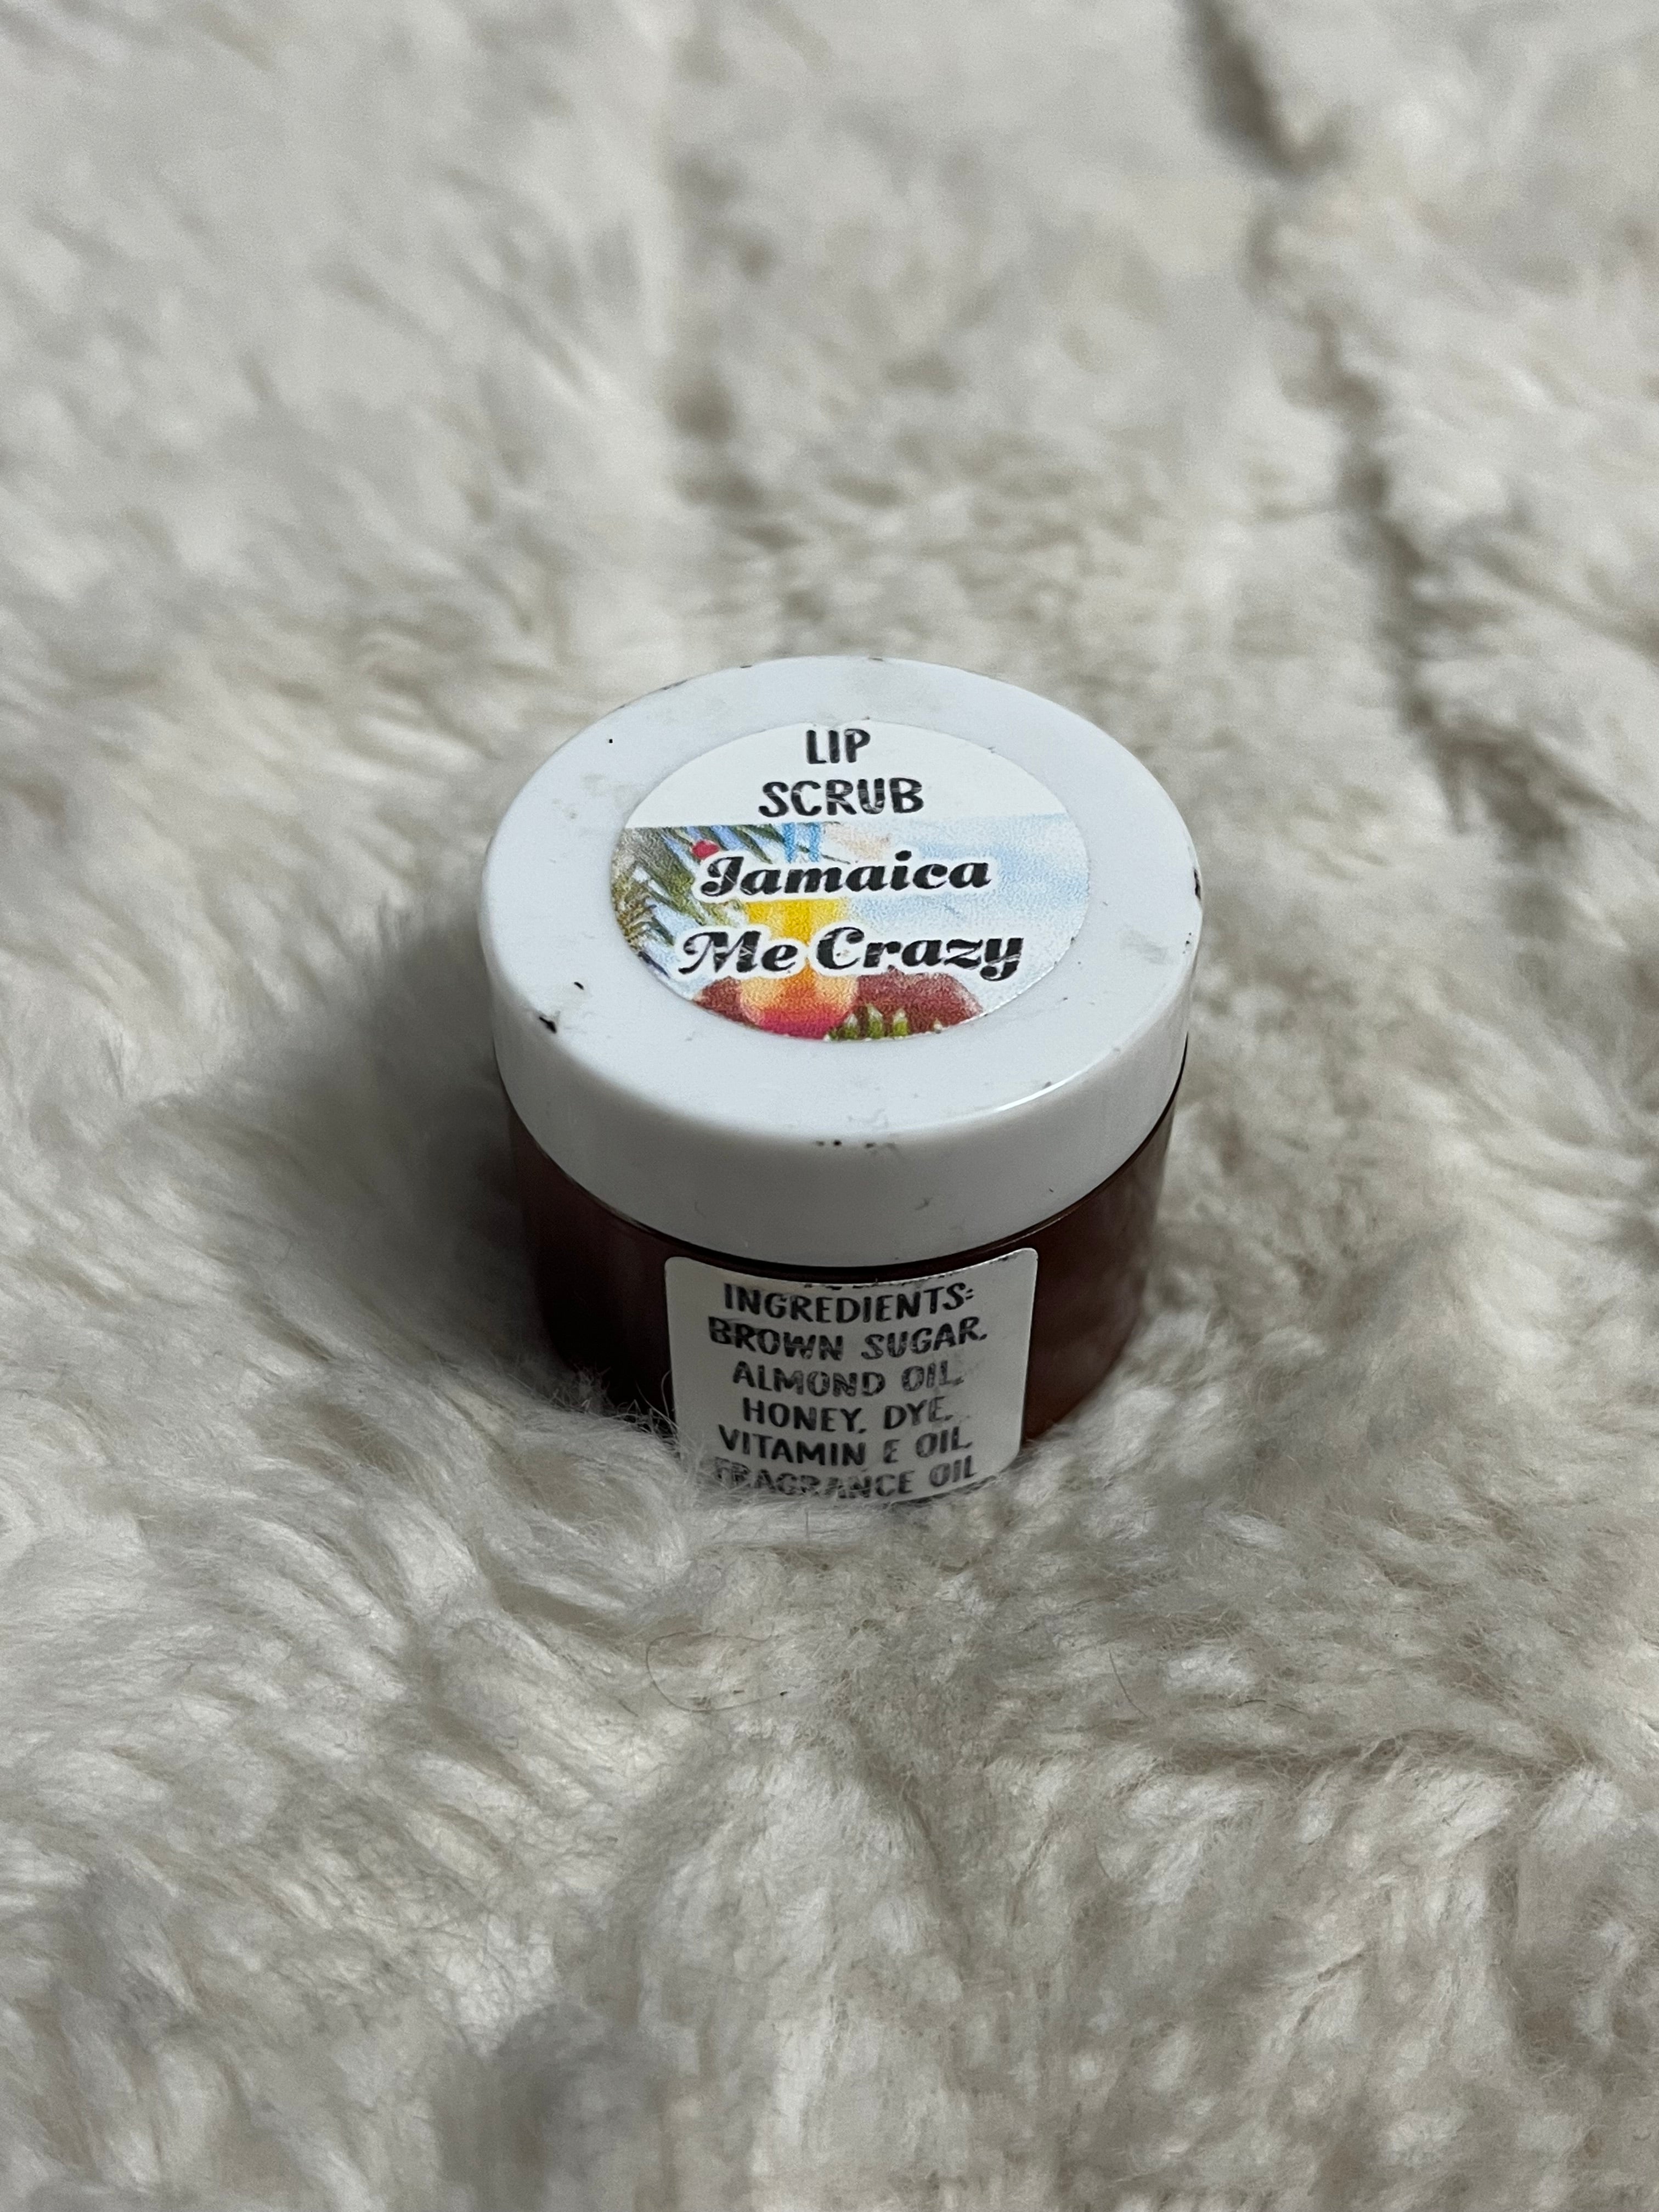 LIP
SCRUB
Jamaica
Me Crazy
INGREDIENTS:
BROWN SUGAR,
ALMOND OIL,
HONEY, DYE,
VITAMIN E OIL,
FRAGRANCE OIL